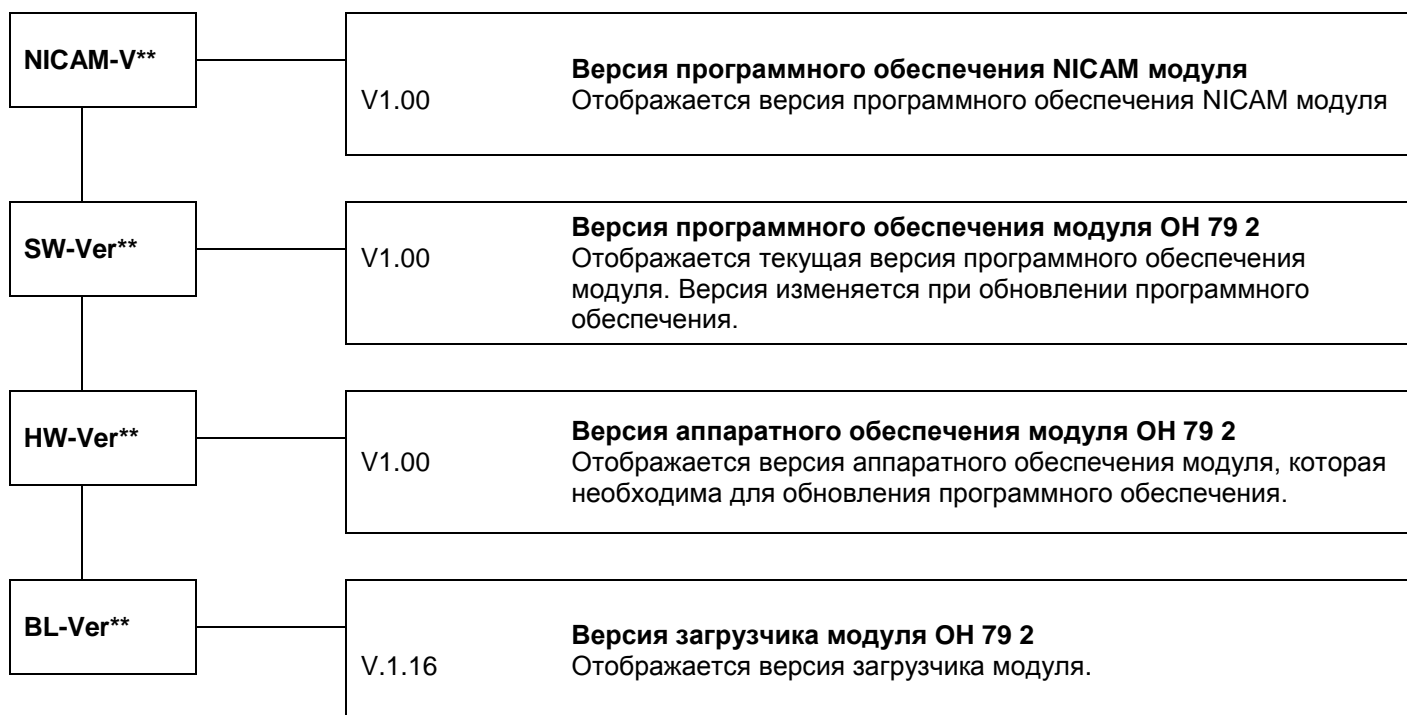 NICAM-V**
Версия программного обеспечения NICAM модуля
V1.00 Отображается версия программного обеспечения NICAM модуля
SW-Ver**
Версия программного обеспечения модуля OH 79 2
V1.00 Отображается текущая версия программного обеспечения
модуля. Версия изменяется при обновлении программного
обеспечения.
HW-Ver**
Версия аппаратного обеспечения модуля OH 79 2
V1.00 Отображается версия аппаратного обеспечения модуля, которая
необходима для обновления программного обеспечения.
BL-Ver**
Версия загрузчика модуля OH 79 2
V.1.16 Отображается версия загрузчика модуля.